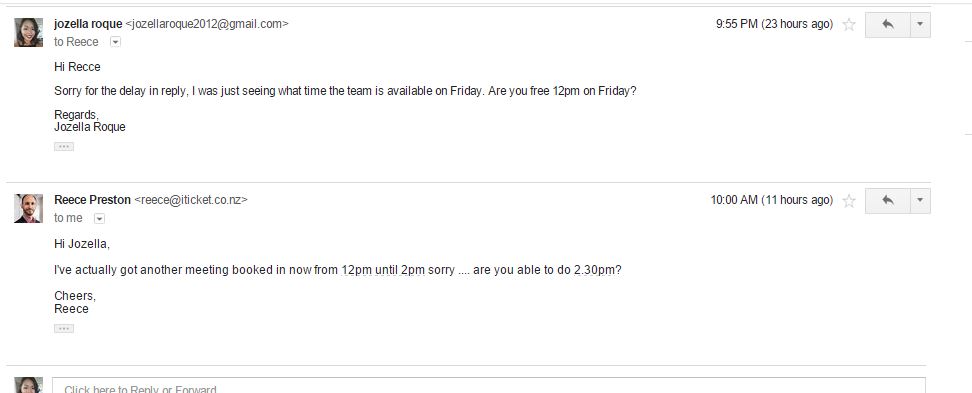 jozella roque <jozellaroque2012@gmail.com> 9:55 PM (23 hours ago)
to Reece
Hi Recce
Sorry for the delay in reply, I was just seeing what time the team is available on Friday. Are you free 12pm on Friday?
Regards,
Jozella Roque
Reece Preston <reece@iticket.co.nz> 10:00 AM (11 hours ago)
to me
Hi Jozella,
I've actually got another meeting booked in now from 12pm until 2pm sorry .... are you able to do 2.30pm?
Cheers,
Reece
Click here to Reply or Forward